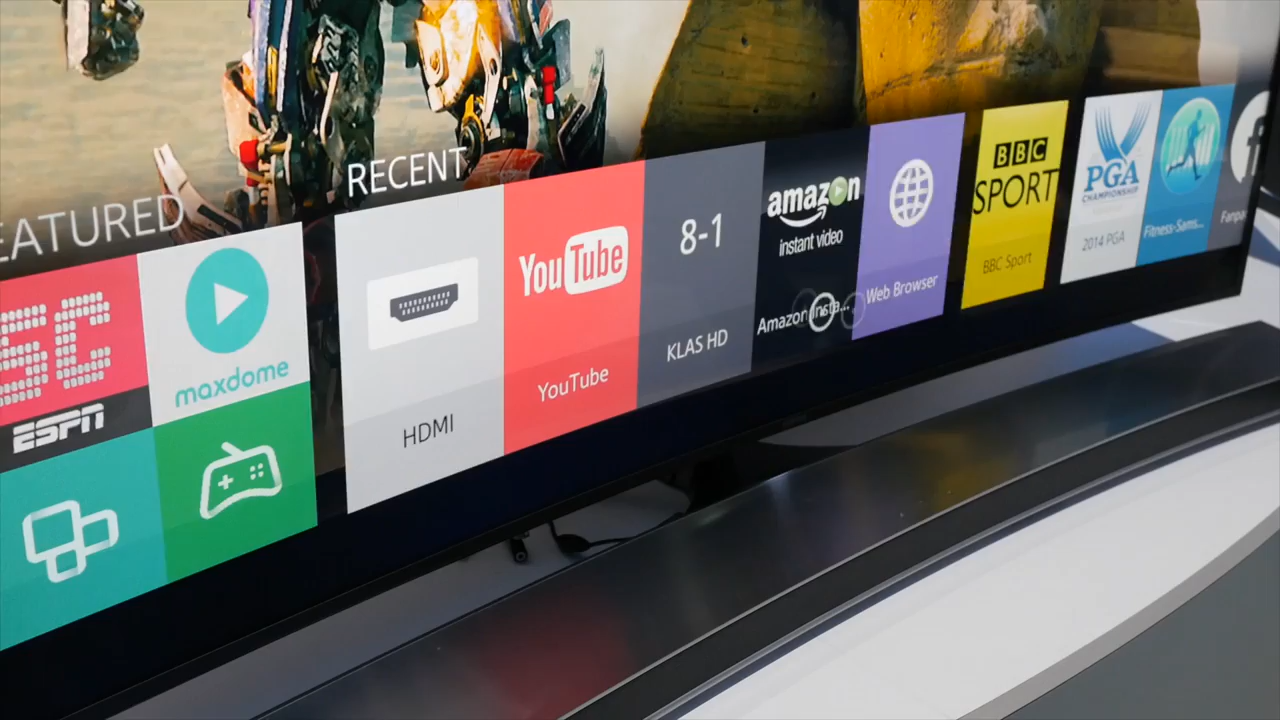 EATURED
RECENT
SC
ESPN
maxdome
HDMI
YouTube
YouTube
8-1
KLAS HD
amazon
instant video
Amazon Insta...
Web Browser
BBC
SPORT
BBC Sport
PGA
CHAMPIONSHIP
2014 PGA
Fitness-Sams...
f
Fanpa